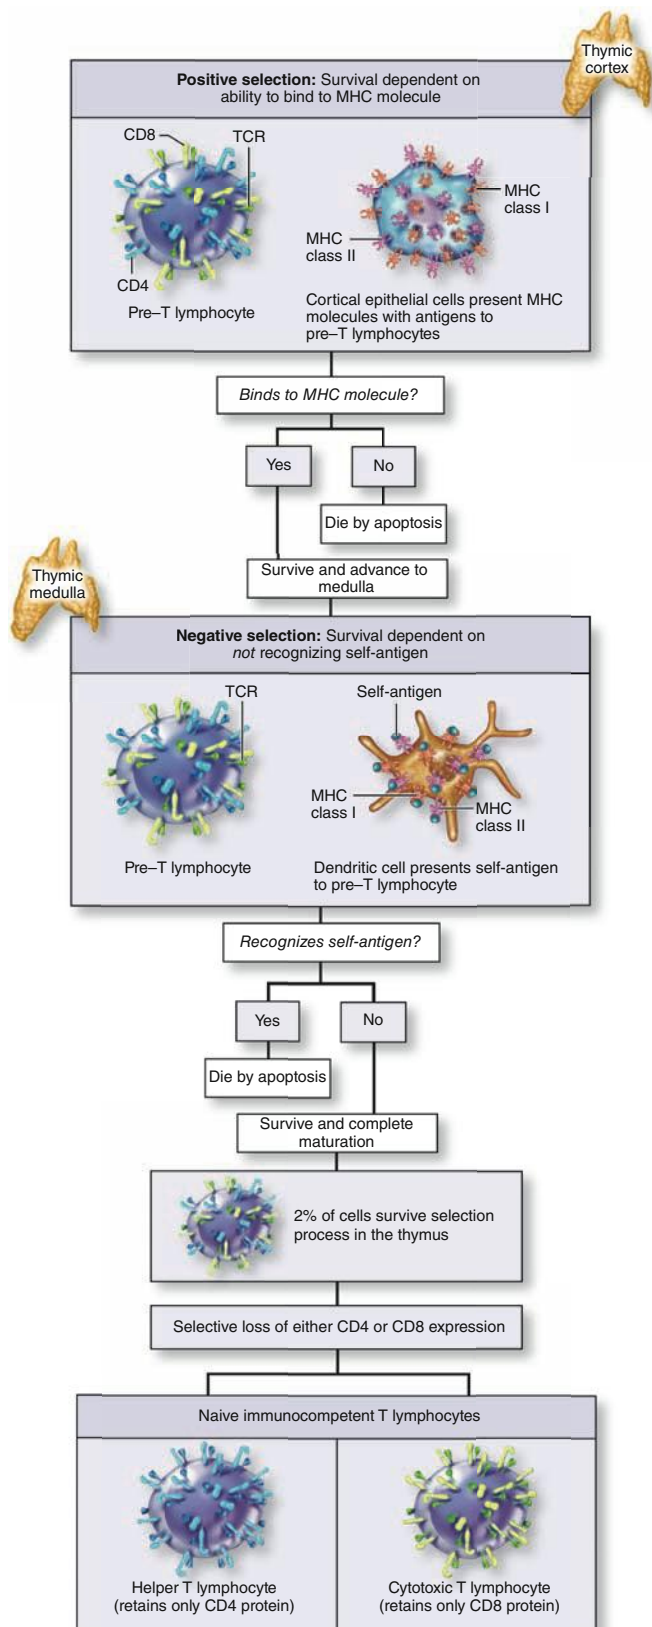 Thymic
cortex
Positive selection: Survival dependent on
ability to bind to MHC molecule
CD8
TCR
CD4
Pre–T lymphocyte
MHC
class I
MHC
class II
Cortical epithelial cells present MHC
molecules with antigens to
pre–T lymphocytes
Binds to MHC molecule?
Yes
No
Die by apoptosis
Survive and advance to
medulla
Thymic
medulla
Negative selection: Survival dependent on
not recognizing self-antigen
TCR
Pre–T lymphocyte
Self-antigen
MHC
class I
MHC
class II
Dendritic cell presents self-antigen
to pre–T lymphocyte
Recognizes self-antigen?
Yes
No
Die by apoptosis
Survive and complete
maturation
2% of cells survive selection
process in the thymus
Selective loss of either CD4 or CD8 expression
Naive immunocompetent T lymphocytes
Helper T lymphocyte
(retains only CD4 protein)
Cytotoxic T lymphocyte
(retains only CD8 protein)